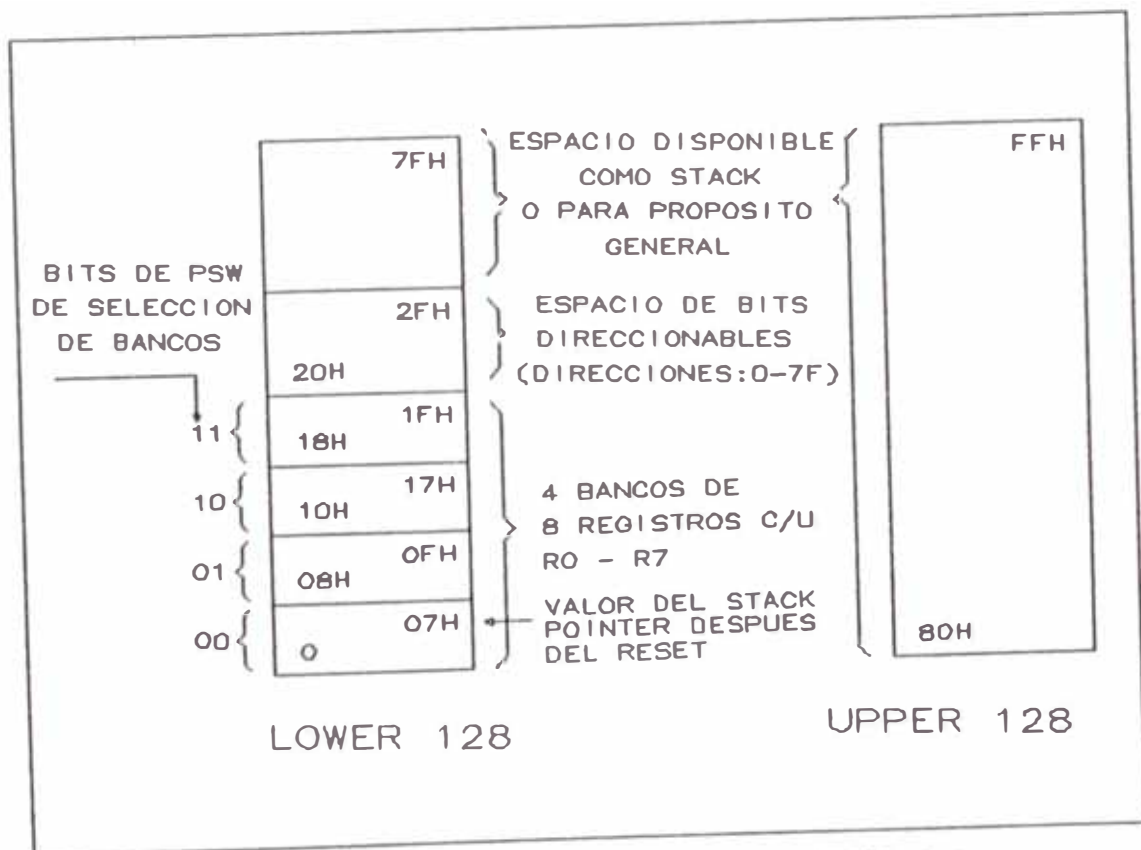 7FH
ESPACIO DISPONIBLE
COMO STACK
O PARA PROPOSITO
GENERAL
FFH
BITS DE PSW
DE SELECCION
DE BANCOS
2FH
20H
ESPACIO DE BITS
DIRECCIONABLES
(DIRECCIONES:0-7F)
11
1FH
18H
10
17H
10H
4 BANCOS DE
8 REGISTROS C/U
R0 - R7
01
0FH
08H
00
07H
0
VALOR DEL STACK
POINTER DESPUES
DEL RESET
80H
LOWER 128
UPPER 128